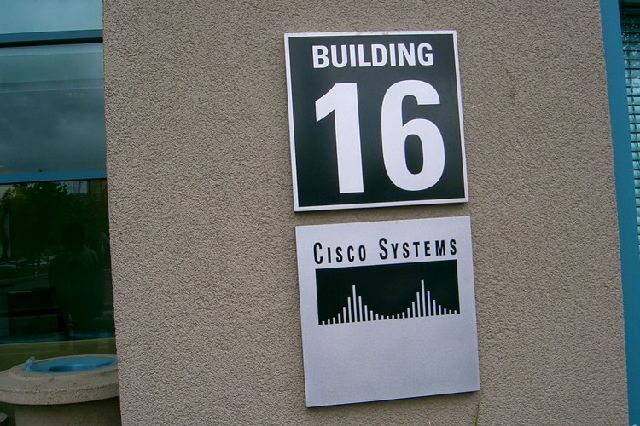 BUILDING
16
CISCO SYSTEMS